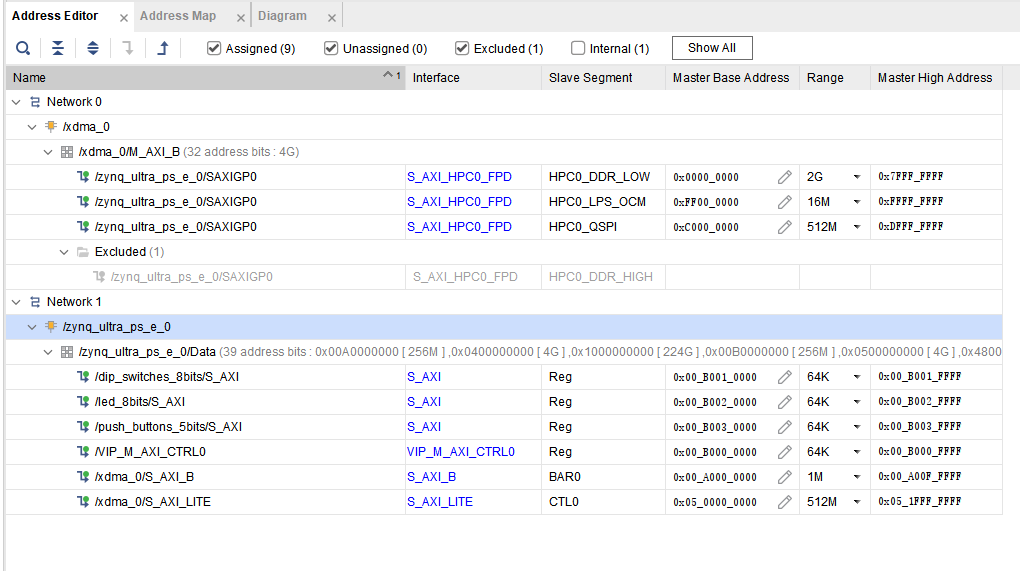 Address Editor × Address Map × Diagram ×
Assigned (9) Unassigned (0) Excluded (1) Internal (1) Show All
Name 1 Interface Slave Segment Master Base Address Range Master High Address
Network 0
/xdma_0
/xdma_0/M_AXI_B (32 address bits : 4G)
/zynq_ultra_ps_e_0/SAXIGP0 S_AXI_HPC0_FPD HPC0_DDR_LOW 0x0000_0000 2G 0x7FFF_FFFF
/zynq_ultra_ps_e_0/SAXIGP0 S_AXI_HPC0_FPD HPC0_LPS_OCM 0xFF00_0000 16M 0xFFFF_FFFF
/zynq_ultra_ps_e_0/SAXIGP0 S_AXI_HPC0_FPD HPC0_QSPI 0xC000_0000 512M 0xDFFF_FFFF
Excluded (1)
/zynq_ultra_ps_e_0/SAXIGP0 S_AXI_HPC0_FPD HPC0_DDR_HIGH
Network 1
/zynq_ultra_ps_e_0
/zynq_ultra_ps_e_0/Data (39 address bits : 0x00A0000000 [ 256M ] ,0x0400000000 [ 4G ] ,0x1000000000 [ 224G ] ,0x00B0000000 [ 256M ] ,0x0500000000 [ 4G ] ,0x4800
/dip_switches_8bits/S_AXI S_AXI Reg 0x00_B001_0000 64K 0x00_B001_FFFF
/led_8bits/S_AXI S_AXI Reg 0x00_B002_0000 64K 0x00_B002_FFFF
/push_buttons_5bits/S_AXI S_AXI Reg 0x00_B003_0000 64K 0x00_B003_FFFF
/VIP_M_AXI_CTRL0 VIP_M_AXI_CTRL0 Reg 0x00_B000_0000 64K 0x00_B000_FFFF
/xdma_0/S_AXI_B S_AXI_B BAR0 0x00_A000_0000 1M 0x00_A00F_FFFF
/xdma_0/S_AXI_LITE S_AXI_LITE CTL0 0x05_0000_0000 512M 0x05_1FFF_FFFF